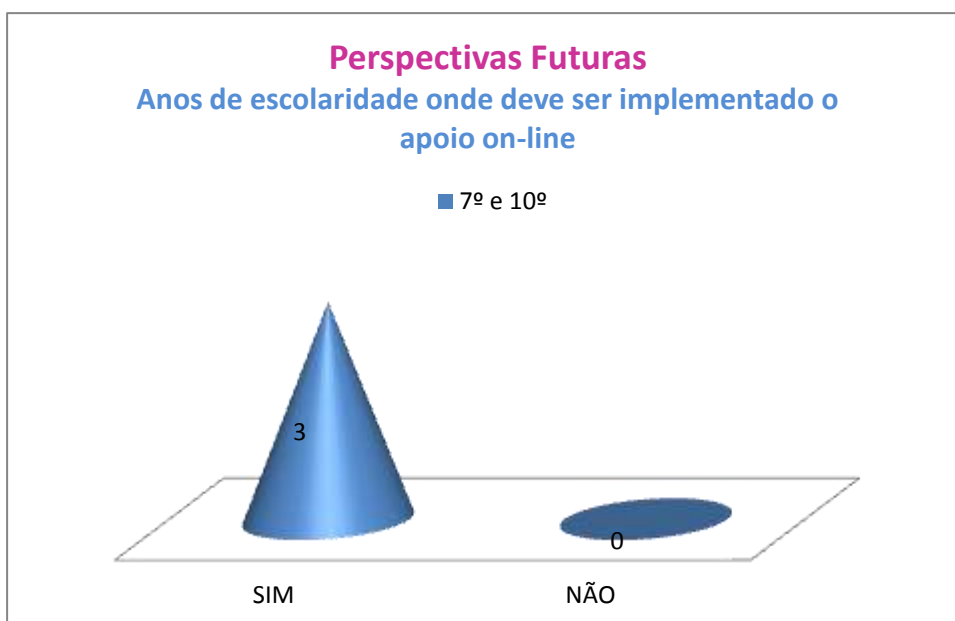 Perspectivas Futuras
Anos de escolaridade onde deve ser implementado o
apoio on-line
7º e 10º
3
0
SIM
NÃO